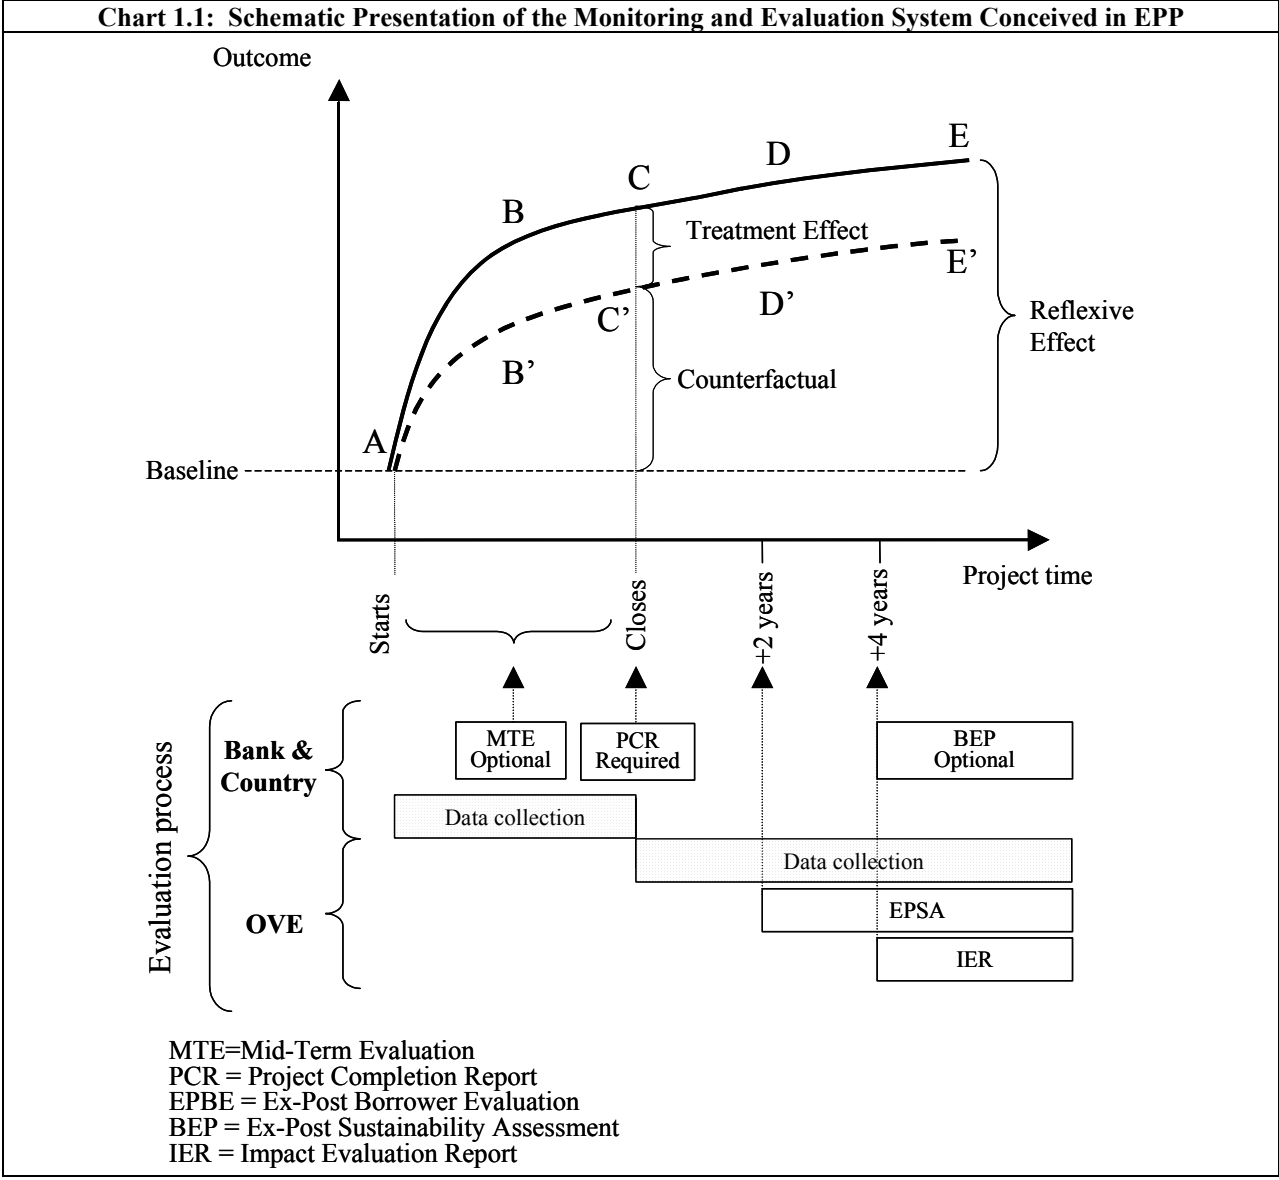 Chart 1.1: Schematic Presentation of the Monitoring and Evaluation System Conceived in EPP
Outcome
E
D
C
B
Treatment Effect
E’
D’
C’
Reflexive
Effect
B’
Counterfactual
A
Baseline
Project time
Starts
Closes
+2 years
+4 years
Evaluation process
Bank &
Country
MTE
Optional
PCR
Required
BEP
Optional
Data collection
Data collection
OVE
EPSA
IER
MTE=Mid-Term Evaluation
PCR = Project Completion Report
EPBE = Ex-Post Borrower Evaluation
BEP = Ex-Post Sustainability Assessment
IER = Impact Evaluation Report